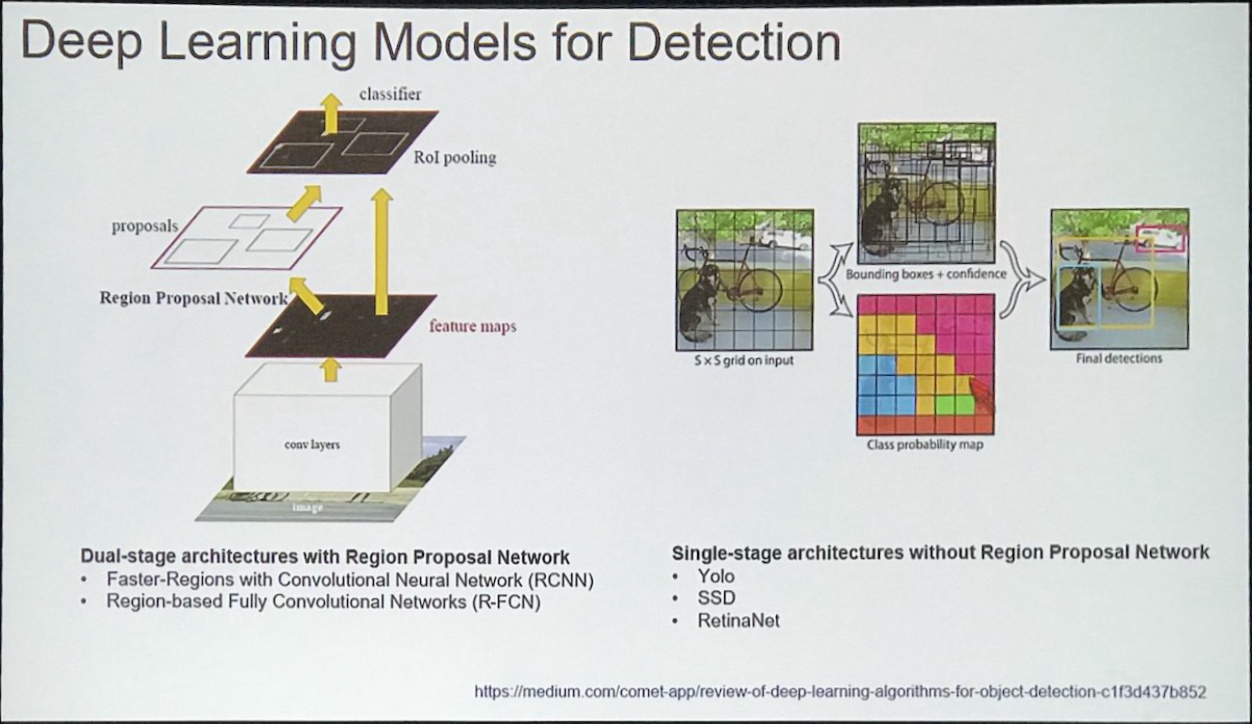 Deep Learning Models for Detection
classifier
RoI pooling
proposals
Region Proposal Network
feature maps
conv layers
image
Bounding boxes + confidence
S x S grid on input
Final detections
Class probability map
Dual-stage architectures with Region Proposal Network
• Faster-Regions with Convolutional Neural Network (RCNN)
• Region-based Fully Convolutional Networks (R-FCN)
Single-stage architectures without Region Proposal Network
• Yolo
• SSD
• RetinaNet
https://medium.com/comet-app/review-of-deep-learning-algorithms-for-object-detection-c1f3d437b852